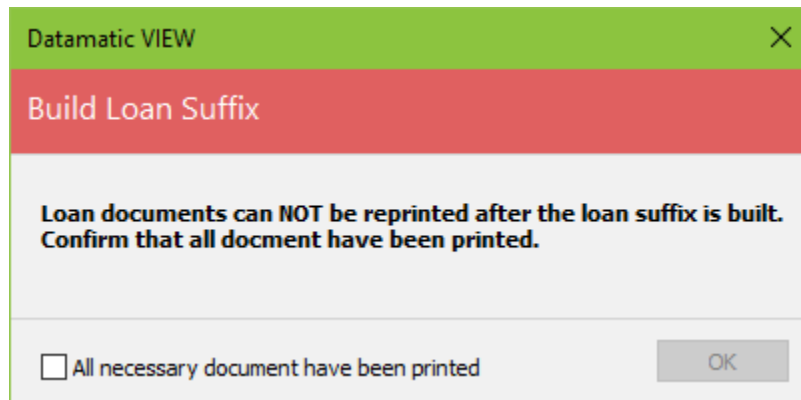 Datamatic VIEW
Build Loan Suffix
Loan documents can NOT be reprinted after the loan suffix is built.
Confirm that all docment have been printed.
All necessary document have been printed
OK